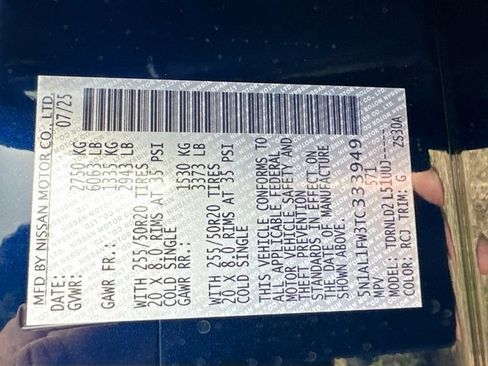 MFD BY NISSAN MOTOR CO., LTD.
DATE: 07/25
GVWR: 2750 KG
6063 LB
GAWR FR.: 1335 KG
2943 LB
WITH 255/50R20 TIRES
20 X 8.0 RIMS AT 35 PSI
COLD SINGLE
GAWR RR.: 1530 KG
3373 LB
WITH 255/50R20 TIRES
20 X 8.0 RIMS AT 35 PSI
COLD SINGLE
THIS VEHICLE CONFORMS TO
ALL APPLICABLE FEDERAL
MOTOR VEHICLE SAFETY AND
THEFT PREVENTION
STANDARDS IN EFFECT ON
THE DATE OF MANUFACTURE
SHOWN ABOVE.
5N1AL1FW3TC333949
MPV 571
MODEL: TDRNLDZ L51UUJ-----
COLOR: RCJ TRIM: G ZS30A